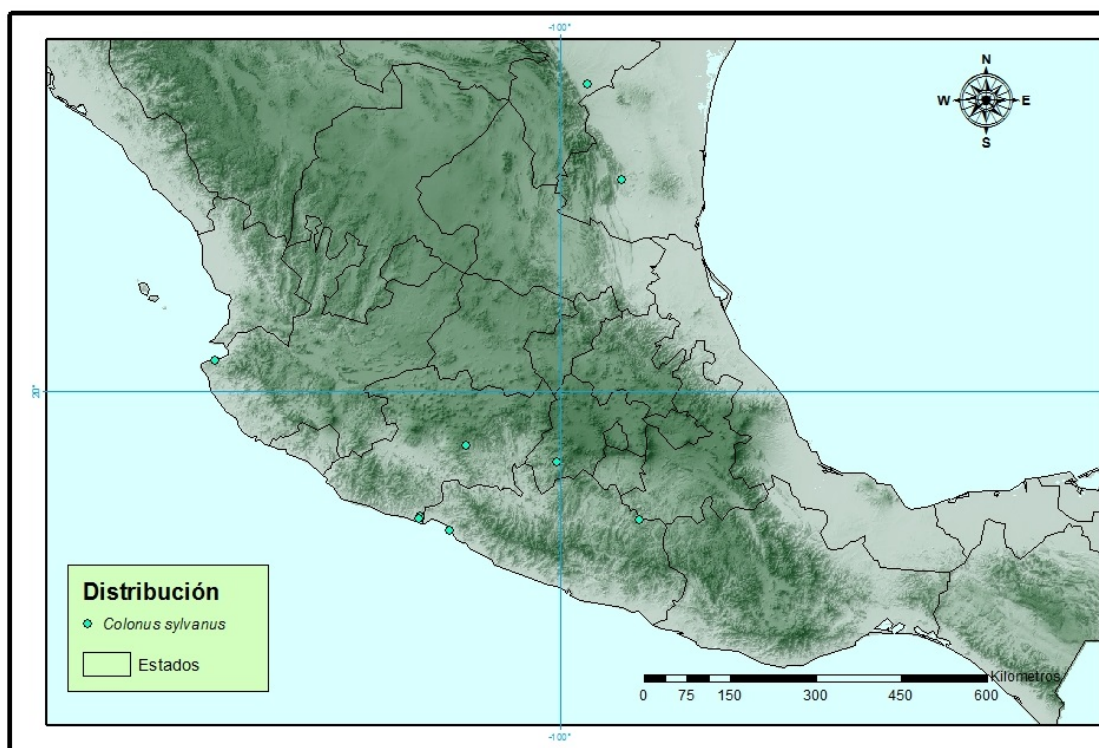 -100°
N
W E
S
20°
Distribución
Colonus sylvanus
Estados
Kilometros
0 75 150 300 450 600
-100°